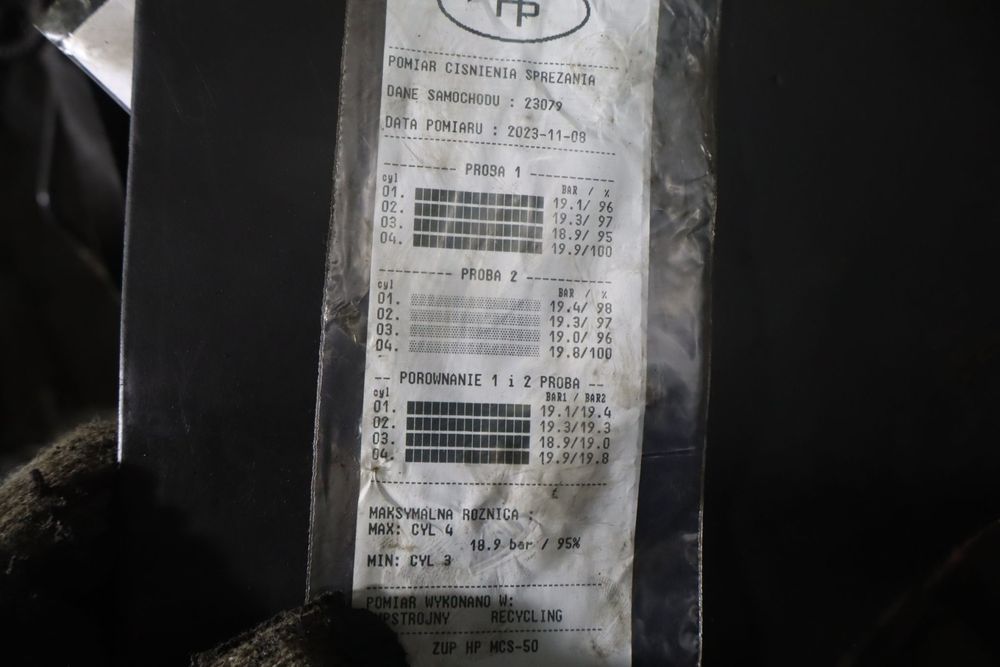 HP
POMIAR CISNIENIA SPREZANIA
DANE SAMOCHODU : 23079
DATA POMIARU : 2023-11-08
PROBA 1
cyl BAR / %
01. 19.1/ 96
02. 19.3/ 97
03. 18.9/ 95
04. 19.9/100
PROBA 2
cyl BAR / %
01. 19.4/ 98
02. 19.3/ 97
03. 19.0/ 96
04. 19.8/100
-- POROWNANIE 1 i 2 PROBA --
cyl BAR1 / BAR2
01. 19.1/19.4
02. 19.3/19.3
03. 18.9/19.0
04. 19.9/19.8
MAKSYMALNA ROZNICA :
MAX: CYL 4
18.9 bar / 95%
MIN: CYL 3
POMIAR WYKONANO W:
RECYCLING
ZUP HP MCS-50